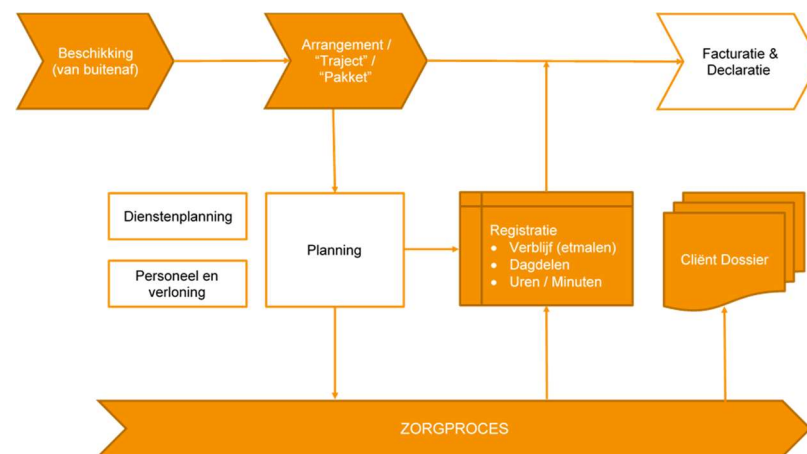 Beschikking
(van buitenaf)
Arrangement /
“Traject” /
“Pakket”
Facturatie &
Declaratie
Dienstenplanning
Personeel en
verloning
Planning
Registratie
• Verblijf (etmalen)
• Dagdelen
• Uren / Minuten
Cliënt Dossier
ZORGPROCES